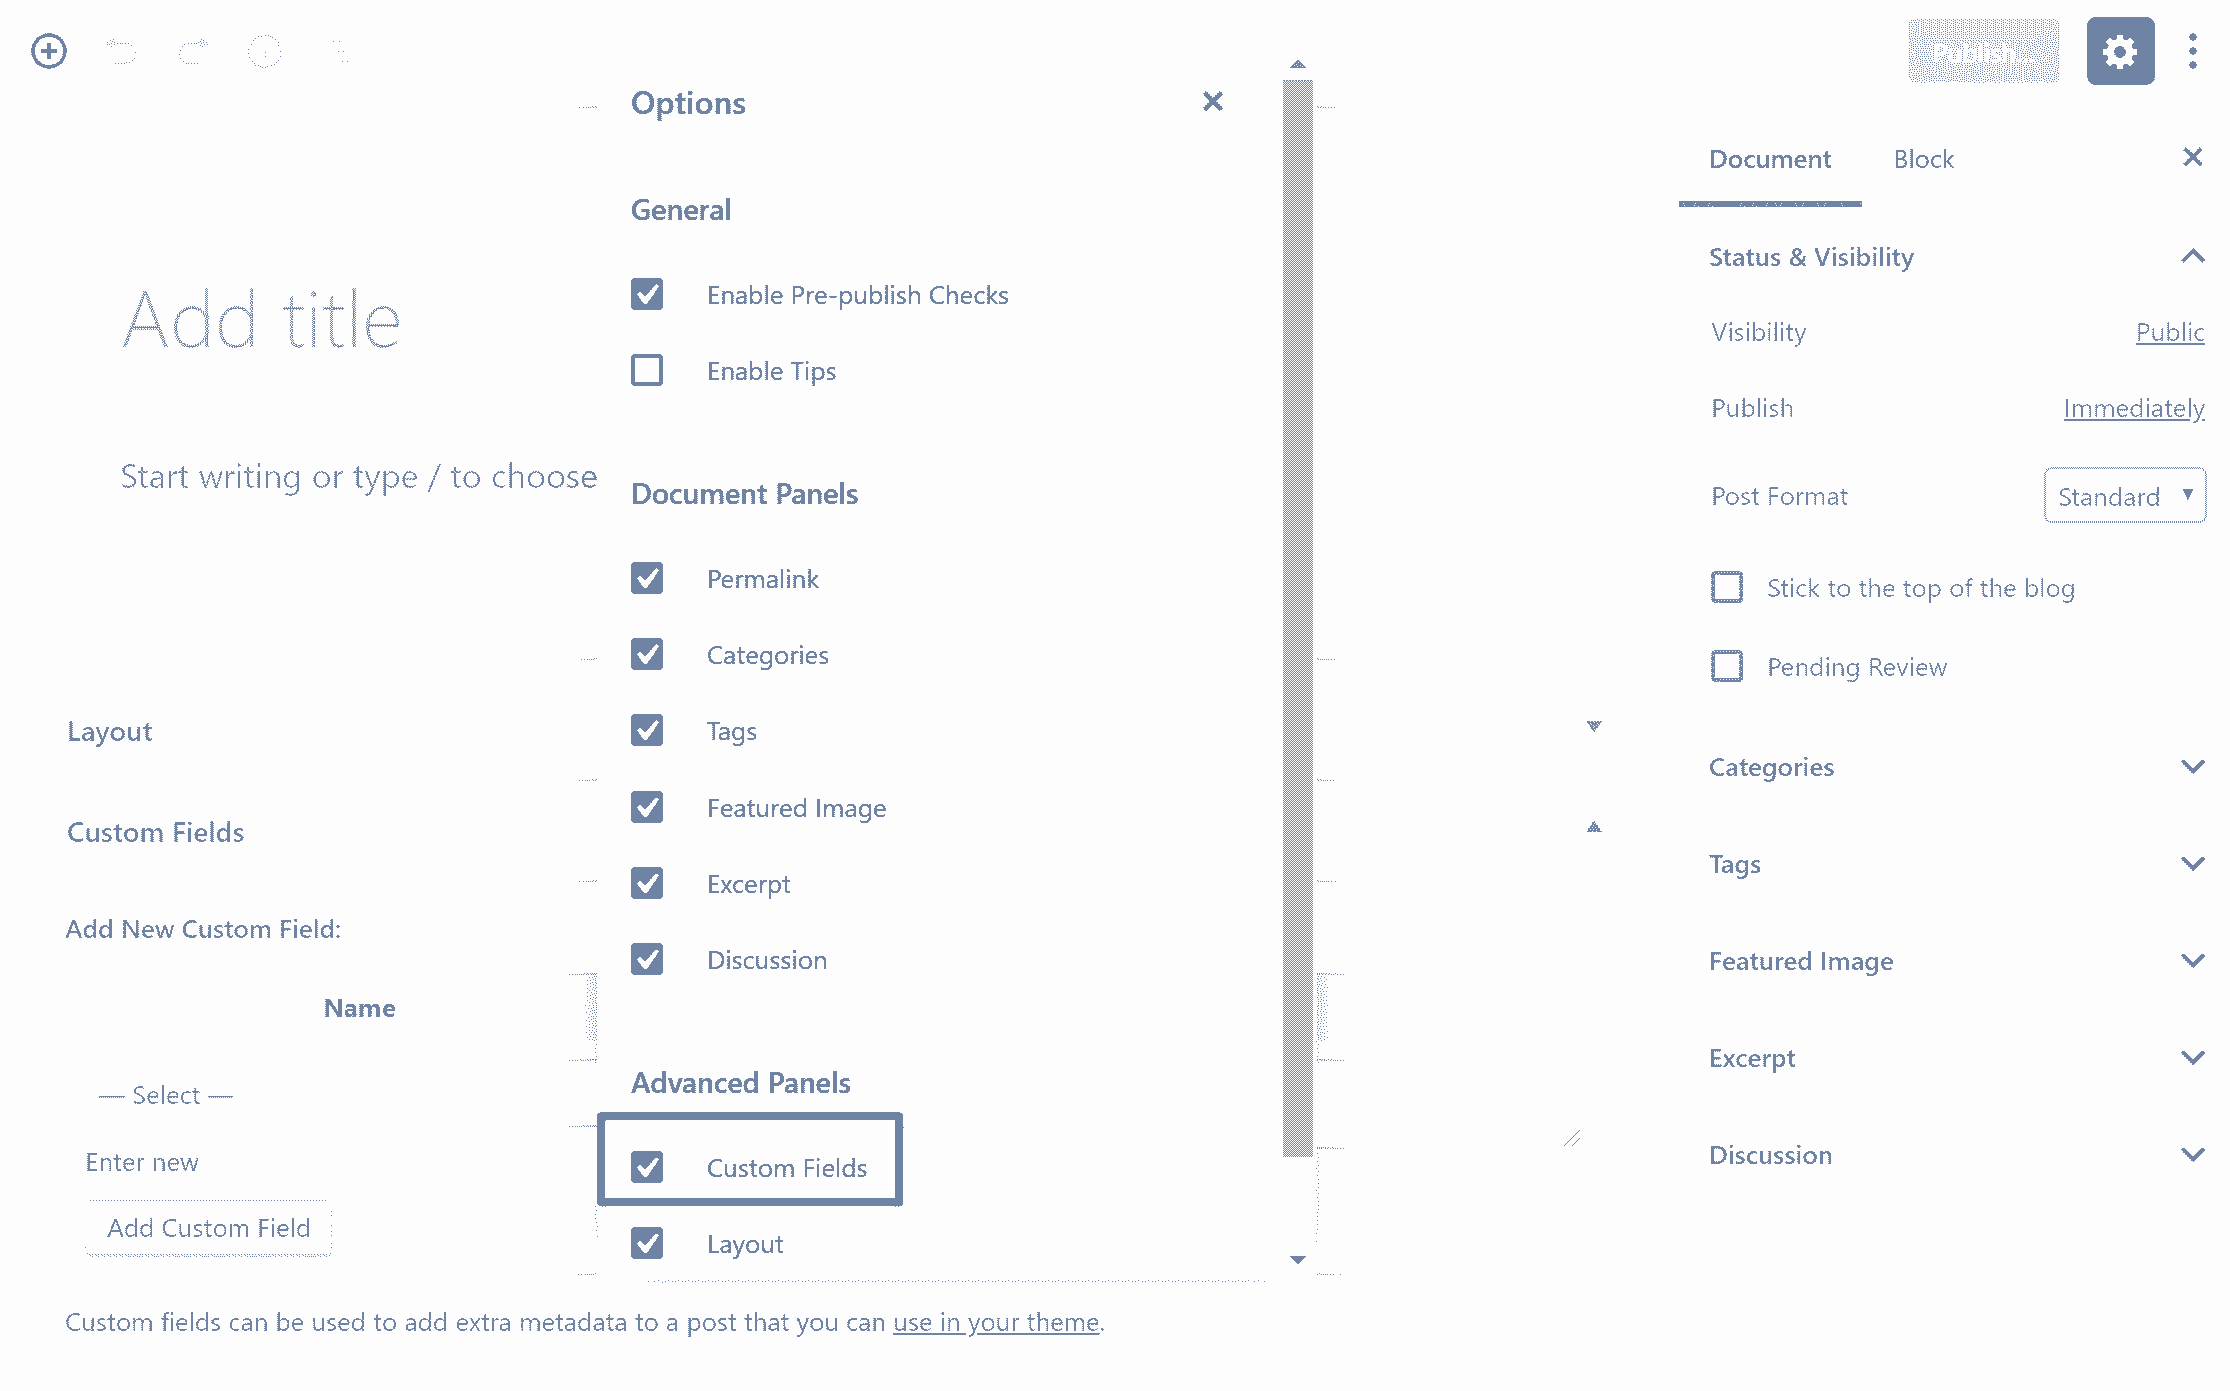 Publish...
Options
Document
Block
General
Status & Visibility
Enable Pre-publish Checks
Add title
Visibility
Public
Enable Tips
Publish
Immediately
Start writing or type / to choose
Document Panels
Post Format
Standard
Permalink
Stick to the top of the blog
Categories
Pending Review
Layout
Tags
Categories
Featured Image
Custom Fields
Tags
Excerpt
Add New Custom Field:
Discussion
Featured Image
Name
Excerpt
Advanced Panels
— Select —
Custom Fields
Discussion
Enter new
Add Custom Field
Layout
Custom fields can be used to add extra metadata to a post that you can use in your theme.